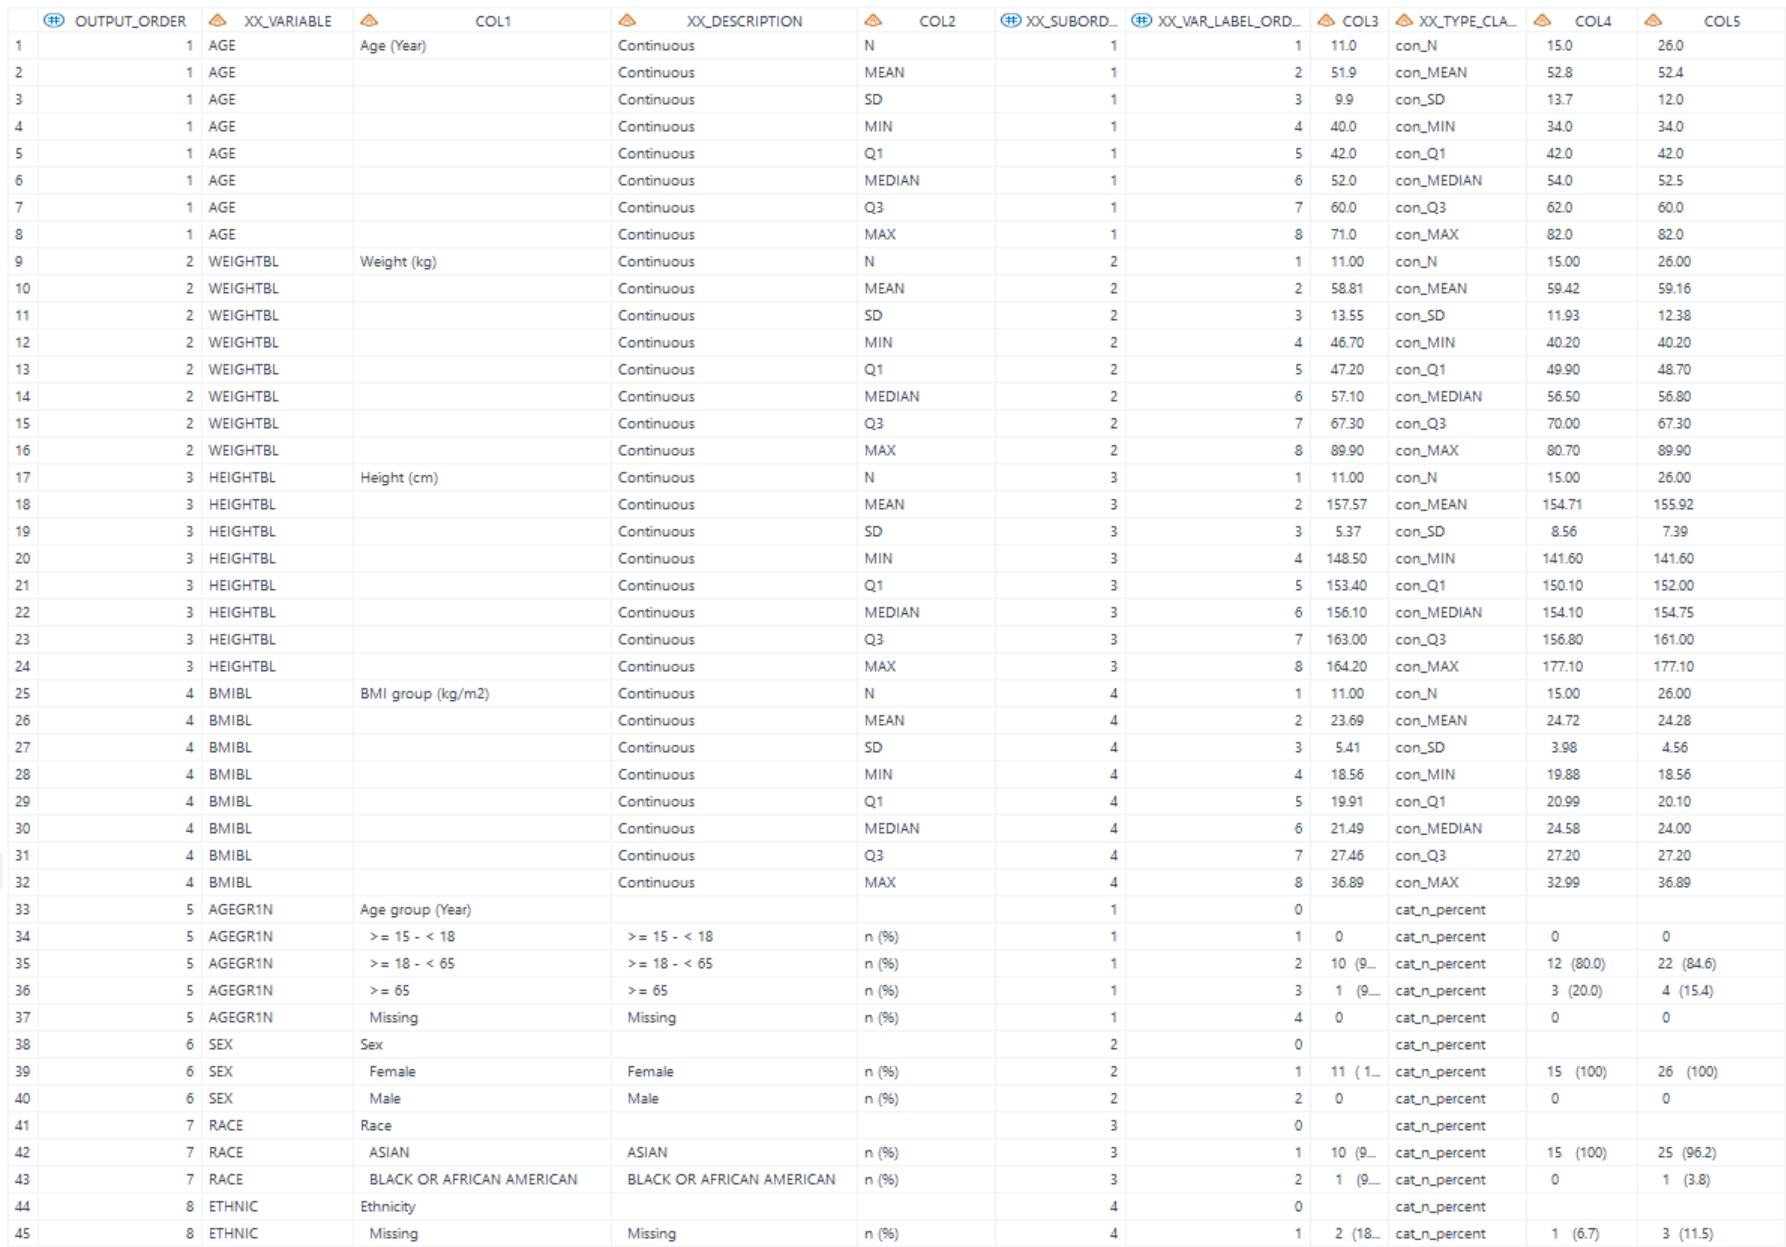 OUTPUT_ORDER XX_VARIABLE COL1 XX_DESCRIPTION COL2 XX_SUBORD... XX_VAR_LABEL_ORD... COL3 XX_TYPE_CLA... COL4 COL5
1 1 AGE Age (Year) Continuous N 1 1 11.0 con_N 15.0 26.0
2 1 AGE Continuous MEAN 1 2 51.9 con_MEAN 52.8 52.4
3 1 AGE Continuous SD 1 3 9.9 con_SD 13.7 12.0
4 1 AGE Continuous MIN 1 4 40.0 con_MIN 34.0 34.0
5 1 AGE Continuous Q1 1 5 42.0 con_Q1 42.0 42.0
6 1 AGE Continuous MEDIAN 1 6 52.0 con_MEDIAN 54.0 52.5
7 1 AGE Continuous Q3 1 7 60.0 con_Q3 62.0 60.0
8 1 AGE Continuous MAX 1 8 71.0 con_MAX 82.0 82.0
9 2 WEIGHTBL Weight (kg) Continuous N 2 1 11.00 con_N 15.00 26.00
10 2 WEIGHTBL Continuous MEAN 2 2 58.81 con_MEAN 59.42 59.16
11 2 WEIGHTBL Continuous SD 2 3 13.55 con_SD 11.93 12.38
12 2 WEIGHTBL Continuous MIN 2 4 46.70 con_MIN 40.20 40.20
13 2 WEIGHTBL Continuous Q1 2 5 47.20 con_Q1 49.90 48.70
14 2 WEIGHTBL Continuous MEDIAN 2 6 57.10 con_MEDIAN 56.50 56.80
15 2 WEIGHTBL Continuous Q3 2 7 67.30 con_Q3 70.00 67.30
16 2 WEIGHTBL Continuous MAX 2 8 89.90 con_MAX 80.70 89.90
17 3 HEIGHTBL Height (cm) Continuous N 3 1 11.00 con_N 15.00 26.00
18 3 HEIGHTBL Continuous MEAN 3 2 157.57 con_MEAN 154.71 155.92
19 3 HEIGHTBL Continuous SD 3 3 5.37 con_SD 8.56 7.39
20 3 HEIGHTBL Continuous MIN 3 4 148.50 con_MIN 141.60 141.60
21 3 HEIGHTBL Continuous Q1 3 5 153.40 con_Q1 150.10 152.00
22 3 HEIGHTBL Continuous MEDIAN 3 6 156.10 con_MEDIAN 154.10 154.75
23 3 HEIGHTBL Continuous Q3 3 7 163.00 con_Q3 156.80 161.00
24 3 HEIGHTBL Continuous MAX 3 8 164.20 con_MAX 177.10 177.10
25 4 BMIBL BMI group (kg/m2) Continuous N 4 1 11.00 con_N 15.00 26.00
26 4 BMIBL Continuous MEAN 4 2 23.69 con_MEAN 24.72 24.28
27 4 BMIBL Continuous SD 4 3 5.41 con_SD 3.98 4.56
28 4 BMIBL Continuous MIN 4 4 18.56 con_MIN 19.88 18.56
29 4 BMIBL Continuous Q1 4 5 19.91 con_Q1 20.99 20.10
30 4 BMIBL Continuous MEDIAN 4 6 21.49 con_MEDIAN 24.58 24.00
31 4 BMIBL Continuous Q3 4 7 27.46 con_Q3 27.20 27.20
32 4 BMIBL Continuous MAX 4 8 36.89 con_MAX 32.99 36.89
33 5 AGEGR1N Age group (Year) 1 0 cat_n_percent
34 5 AGEGR1N >= 15 - < 18 >= 15 - < 18 n (%) 1 1 0 cat_n_percent 0 0
35 5 AGEGR1N >= 18 - < 65 >= 18 - < 65 n (%) 1 2 10 (9... cat_n_percent 12 (80.0) 22 (84.6)
36 5 AGEGR1N >= 65 >= 65 n (%) 1 3 1 (9.... cat_n_percent 3 (20.0) 4 (15.4)
37 5 AGEGR1N Missing Missing n (%) 1 4 0 cat_n_percent 0 0
38 6 SEX Sex 2 0 cat_n_percent
39 6 SEX Female Female n (%) 2 1 11 ( 1... cat_n_percent 15 (100) 26 (100)
40 6 SEX Male Male n (%) 2 2 0 cat_n_percent 0 0
41 7 RACE Race 3 0 cat_n_percent
42 7 RACE ASIAN ASIAN n (%) 3 1 10 (9... cat_n_percent 15 (100) 25 (96.2)
43 7 RACE BLACK OR AFRICAN AMERICAN BLACK OR AFRICAN AMERICAN n (%) 3 2 1 (9.... cat_n_percent 0 1 (3.8)
44 8 ETHNIC Ethnicity 4 0 cat_n_percent
45 8 ETHNIC Missing Missing n (%) 4 1 2 (18... cat_n_percent 1 (6.7) 3 (11.5)